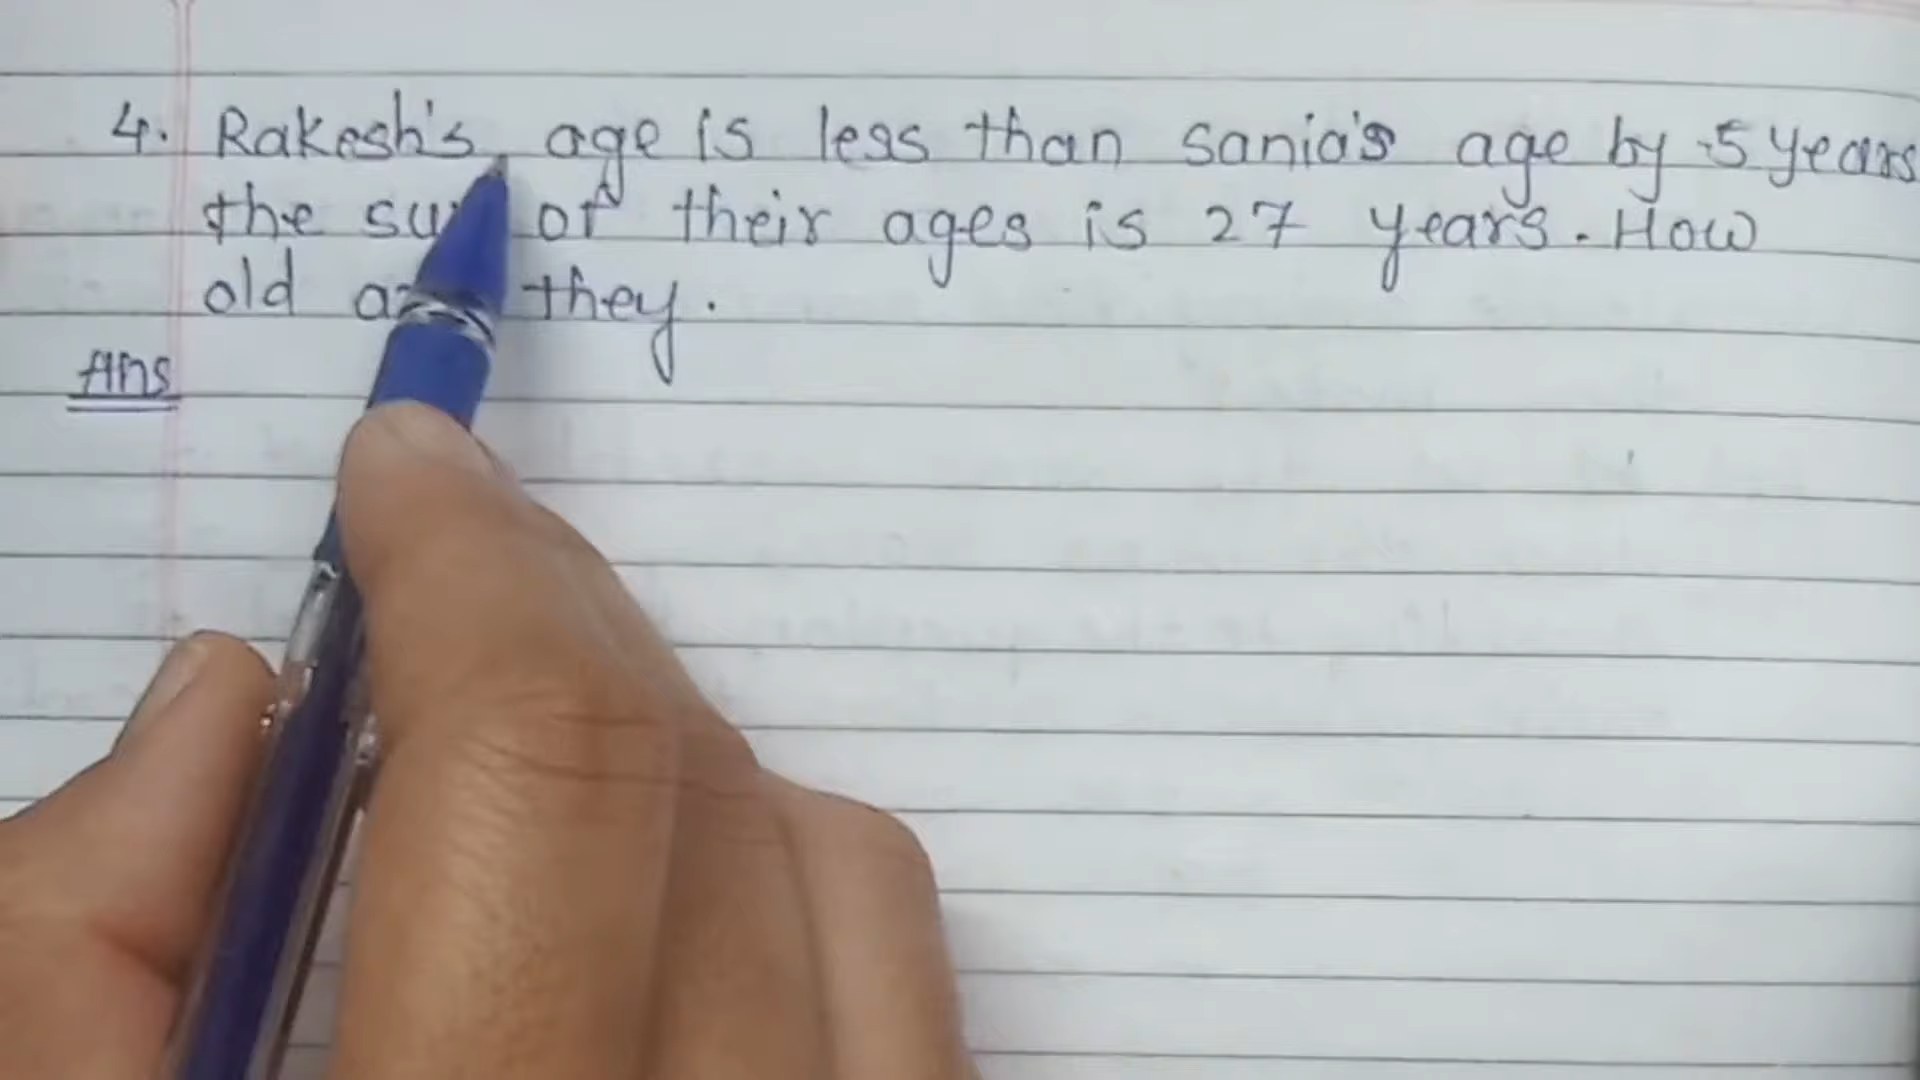 4. Rakesh's age is less than Sania's age by 5 years
the of their ages is 27 years. How
old they.
Ans